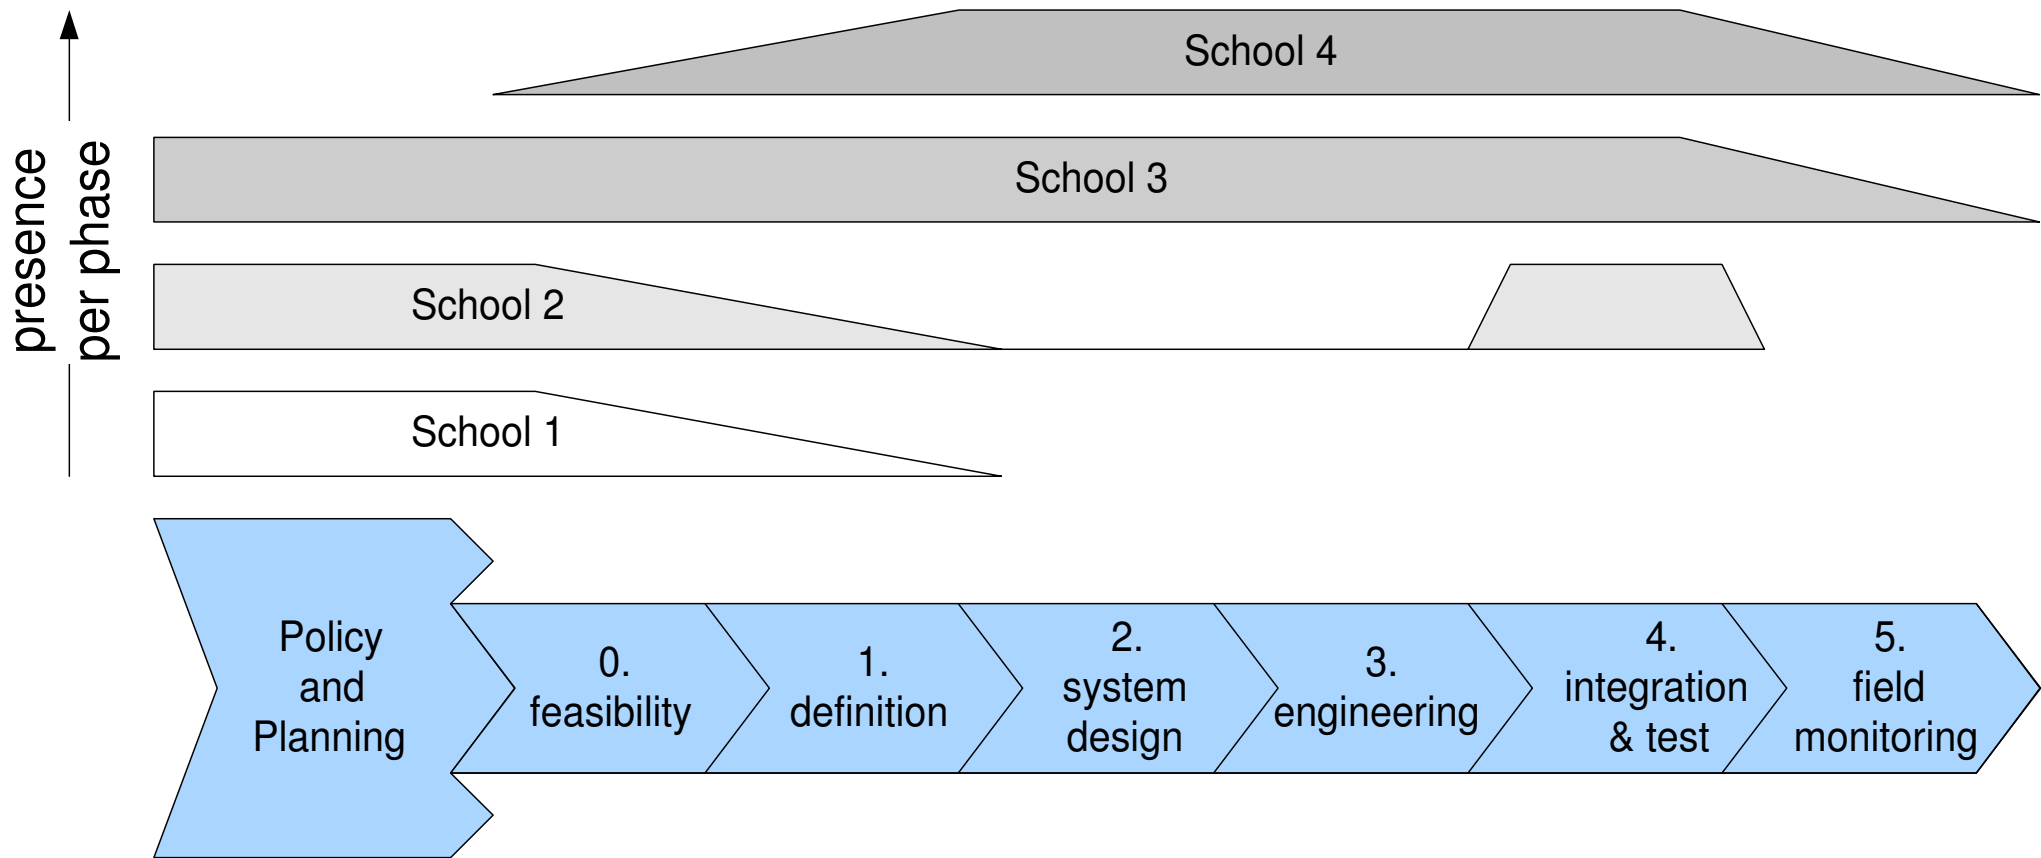 presence
per phase
School 4
School 3
School 2
School 1
Policy
and
Planning
0.
feasibility
1.
definition
2.
system
design
3.
engineering
4.
integration
& test
5.
field
monitoring